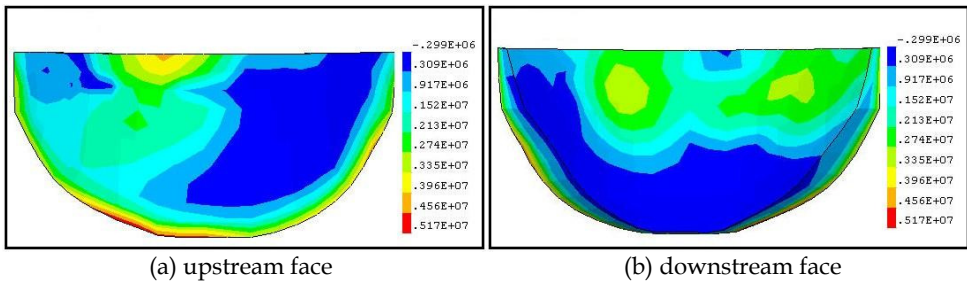 -.299E+06
.309E+06
.917E+06
.152E+07
.213E+07
.274E+07
.335E+07
.396E+07
.456E+07
.517E+07
-.299E+06
.309E+06
.917E+06
.152E+07
.213E+07
.274E+07
.335E+07
.396E+07
.456E+07
.517E+07
(a) upstream face
(b) downstream face